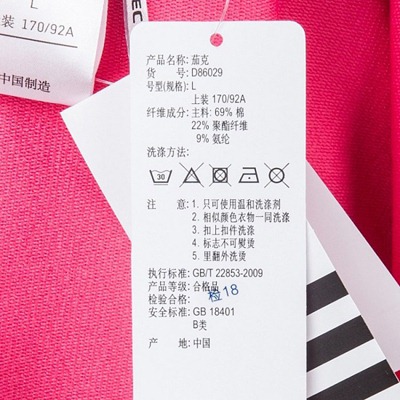 L
上装 170/92A
中国制造
EC
产品名称: 茄克
货 号: D86029
号型(规格): L
上装 170/92A
纤维成分: 主料: 69% 棉
22% 聚酯纤维
9% 氨纶
洗涤方法:
30
注 意: 1. 只可使用温和洗涤剂
2. 相似颜色衣物一同洗涤
3. 扣上扣件洗涤
4. 标志不可熨烫
5. 里翻外洗烫
执行标准: GB/T 22853-2009
产品等级: 合格品
检验合格: 检18
安全标准: GB 18401
B类
产 地: 中国